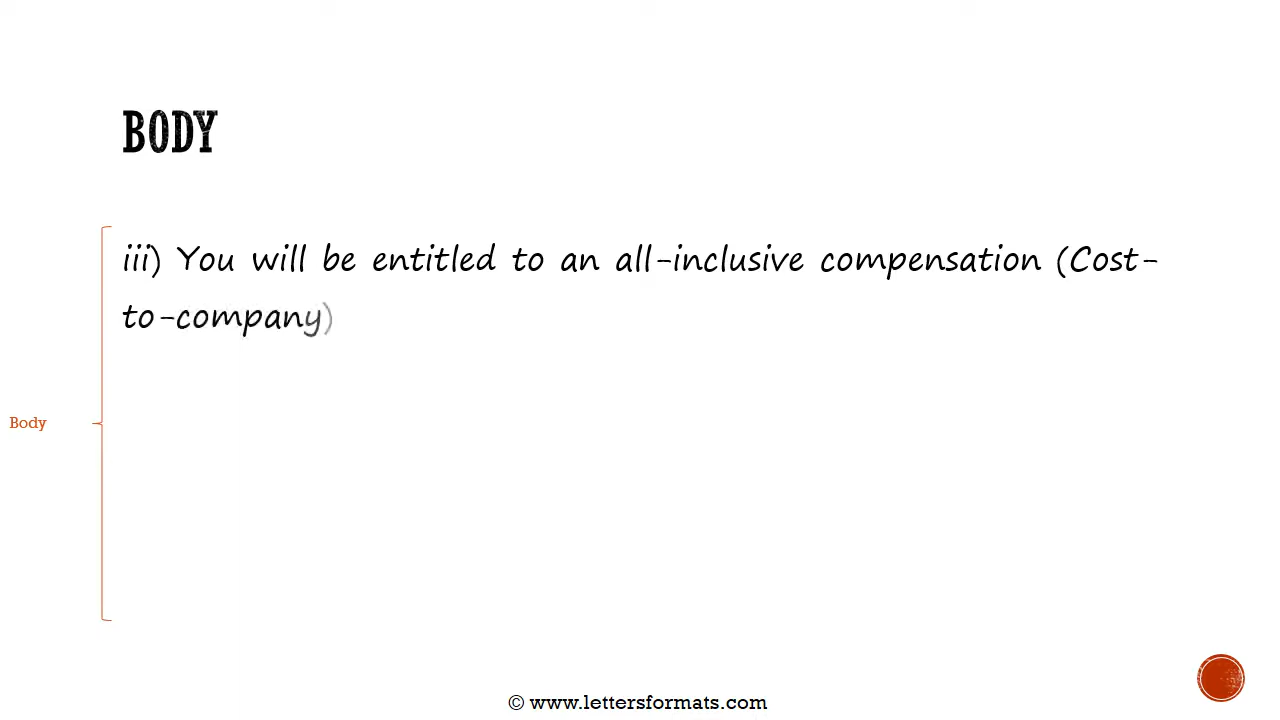 BODY
iii) You will be entitled to an all-inclusive compensation (Cost-
to-company)
Body
© www.lettersformats.com